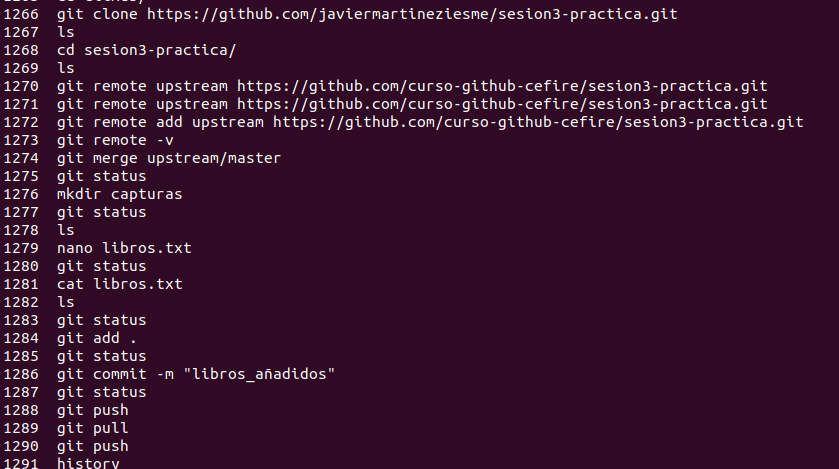 1266 git clone https://github.com/javiermartineziesme/sesion3-practica.git
1267 ls
1268 cd sesion3-practica/
1269 ls
1270 git remote upstream https://github.com/curso-github-cefire/sesion3-practica.git
1271 git remote upstream https://github.com/curso-github-cefire/sesion3-practica.git
1272 git remote add upstream https://github.com/curso-github-cefire/sesion3-practica.git
1273 git remote -v
1274 git merge upstream/master
1275 git status
1276 mkdir capturas
1277 git status
1278 ls
1279 nano libros.txt
1280 git status
1281 cat libros.txt
1282 ls
1283 git status
1284 git add .
1285 git status
1286 git commit -m "libros_añadidos"
1287 git status
1288 git push
1289 git pull
1290 git push
1291 history